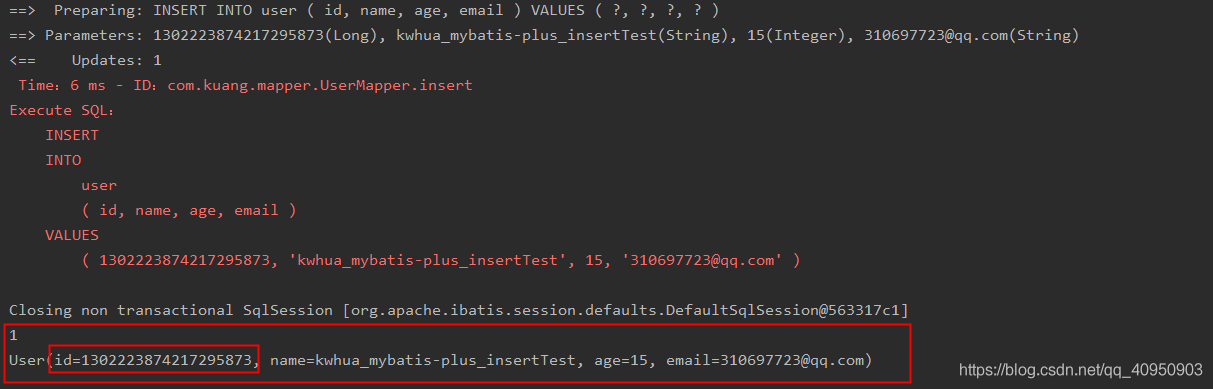 ==>  Preparing: INSERT INTO user ( id, name, age, email ) VALUES ( ?, ?, ?, ? )
==> Parameters: 1302223874217295873(Long), kwhua_mybatis-plus_insertTest(String), 15(Integer), 310697723@qq.com(String)
<==    Updates: 1
 Time：6 ms - ID：com.kuang.mapper.UserMapper.insert
Execute SQL：
    INSERT
    INTO
        user
        ( id, name, age, email )
    VALUES
        ( 1302223874217295873, 'kwhua_mybatis-plus_insertTest', 15, '310697723@qq.com' )
Closing non transactional SqlSession [org.apache.ibatis.session.defaults.DefaultSqlSession@563317c1]
1
User(id=1302223874217295873, name=kwhua_mybatis-plus_insertTest, age=15, email=310697723@qq.com)
https://blog.csdn.net/qq_40950903